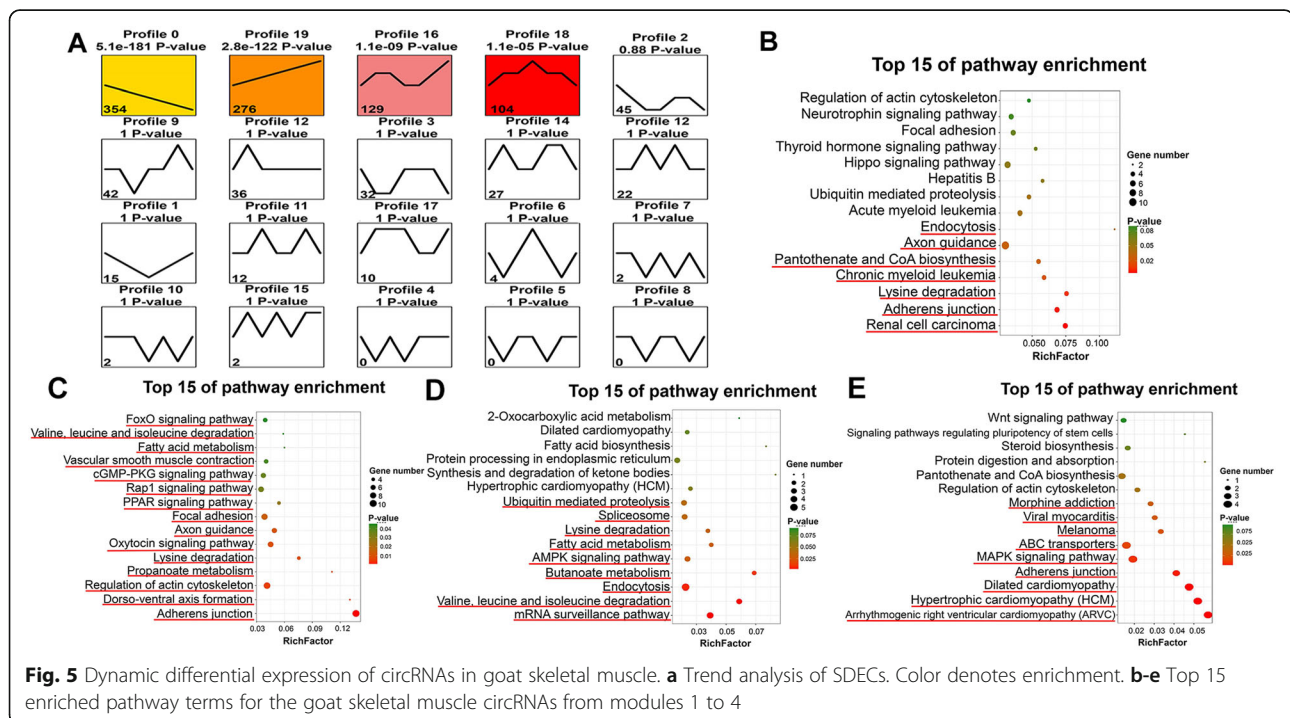 A
Profile 0
5.1e-181 P-value
354
Profile 19
2.8e-122 P-value
276
Profile 16
1.1e-09 P-value
129
Profile 18
1.1e-05 P-value
104
Profile 2
0.88 P-value
45
Profile 9
1 P-value
42
Profile 12
1 P-value
36
Profile 3
1 P-value
32
Profile 14
1 P-value
27
Profile 12
1 P-value
22
Profile 1
1 P-value
15
Profile 11
1 P-value
12
Profile 17
1 P-value
10
Profile 6
1 P-value
4
Profile 7
1 P-value
2
Profile 10
1 P-value
2
Profile 15
1 P-value
2
Profile 4
1 P-value
0
Profile 5
1 P-value
0
Profile 8
1 P-value
0
B
Top 15 of pathway enrichment
Regulation of actin cytoskeleton
Neurotrophin signaling pathway
Focal adhesion
Thyroid hormone signaling pathway
Hippo signaling pathway
Hepatitis B
Ubiquitin mediated proteolysis
Acute myeloid leukemia
Endocytosis
Axon guidance
Pantothenate and CoA biosynthesis
Chronic myeloid leukemia
Lysine degradation
Adherens junction
Renal cell carcinoma
0.050 0.075 0.100
RichFactor
Gene number
2
4
6
8
10
P-value
0.08
0.05
0.02
C
Top 15 of pathway enrichment
FoxO signaling pathway
Valine, leucine and isoleucine degradation
Fatty acid metabolism
Vascular smooth muscle contraction
cGMP-PKG signaling pathway
Rap1 signaling pathway
PPAR signaling pathway
Focal adhesion
Axon guidance
Oxytocin signaling pathway
Lysine degradation
Propanoate metabolism
Regulation of actin cytoskeleton
Dorso-ventral axis formation
Adherens junction
0.03 0.06 0.09 0.12
RichFactor
Gene number
4
6
8
10
P-value
0.04
0.03
0.02
0.01
D
Top 15 of pathway enrichment
2-Oxocarboxylic acid metabolism
Dilated cardiomyopathy
Fatty acid biosynthesis
Protein processing in endoplasmic reticulum
Synthesis and degradation of ketone bodies
Hypertrophic cardiomyopathy (HCM)
Ubiquitin mediated proteolysis
Spliceosome
Lysine degradation
Fatty acid metabolism
AMPK signaling pathway
Butanoate metabolism
Endocytosis
Valine, leucine and isoleucine degradation
mRNA surveillance pathway
0.03 0.05 0.07
RichFactor
Gene number
1
2
3
4
5
P-value
0.075
0.050
0.025
E
Top 15 of pathway enrichment
Wnt signaling pathway
Signaling pathways regulating pluripotency of stem cells
Steroid biosynthesis
Protein digestion and absorption
Pantothenate and CoA biosynthesis
Regulation of actin cytoskeleton
Morphine addiction
Viral myocarditis
Melanoma
ABC transporters
MAPK signaling pathway
Adherens junction
Dilated cardiomyopathy
Hypertrophic cardiomyopathy (HCM)
Arrhythmogenic right ventricular cardiomyopathy (ARVC)
0.02 0.03 0.04 0.05
RichFactor
Gene number
1
2
3
4
P-value
0.075
0.050
0.025
Fig. 5 Dynamic differential expression of circRNAs in goat skeletal muscle. a Trend analysis of SDECs. Color denotes enrichment. b-e Top 15
enriched pathway terms for the goat skeletal muscle circRNAs from modules 1 to 4